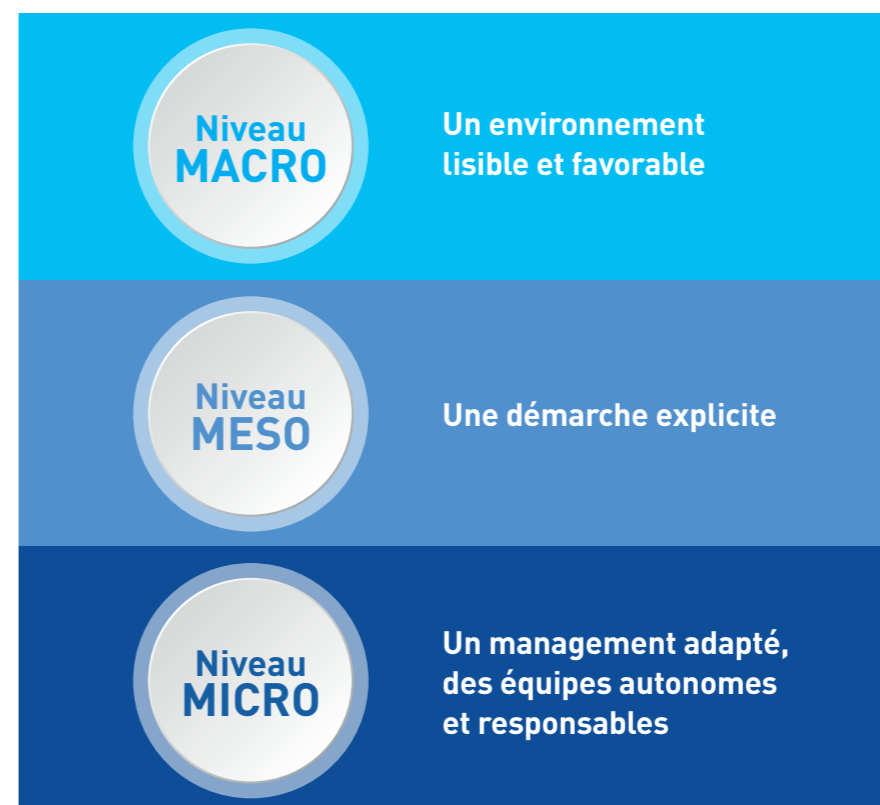 Niveau
MACRO
Un environnement
lisible et favorable
Niveau
MESO
Une démarche explicite
Niveau
MICRO
Un management adapté,
des équipes autonomes
et responsables